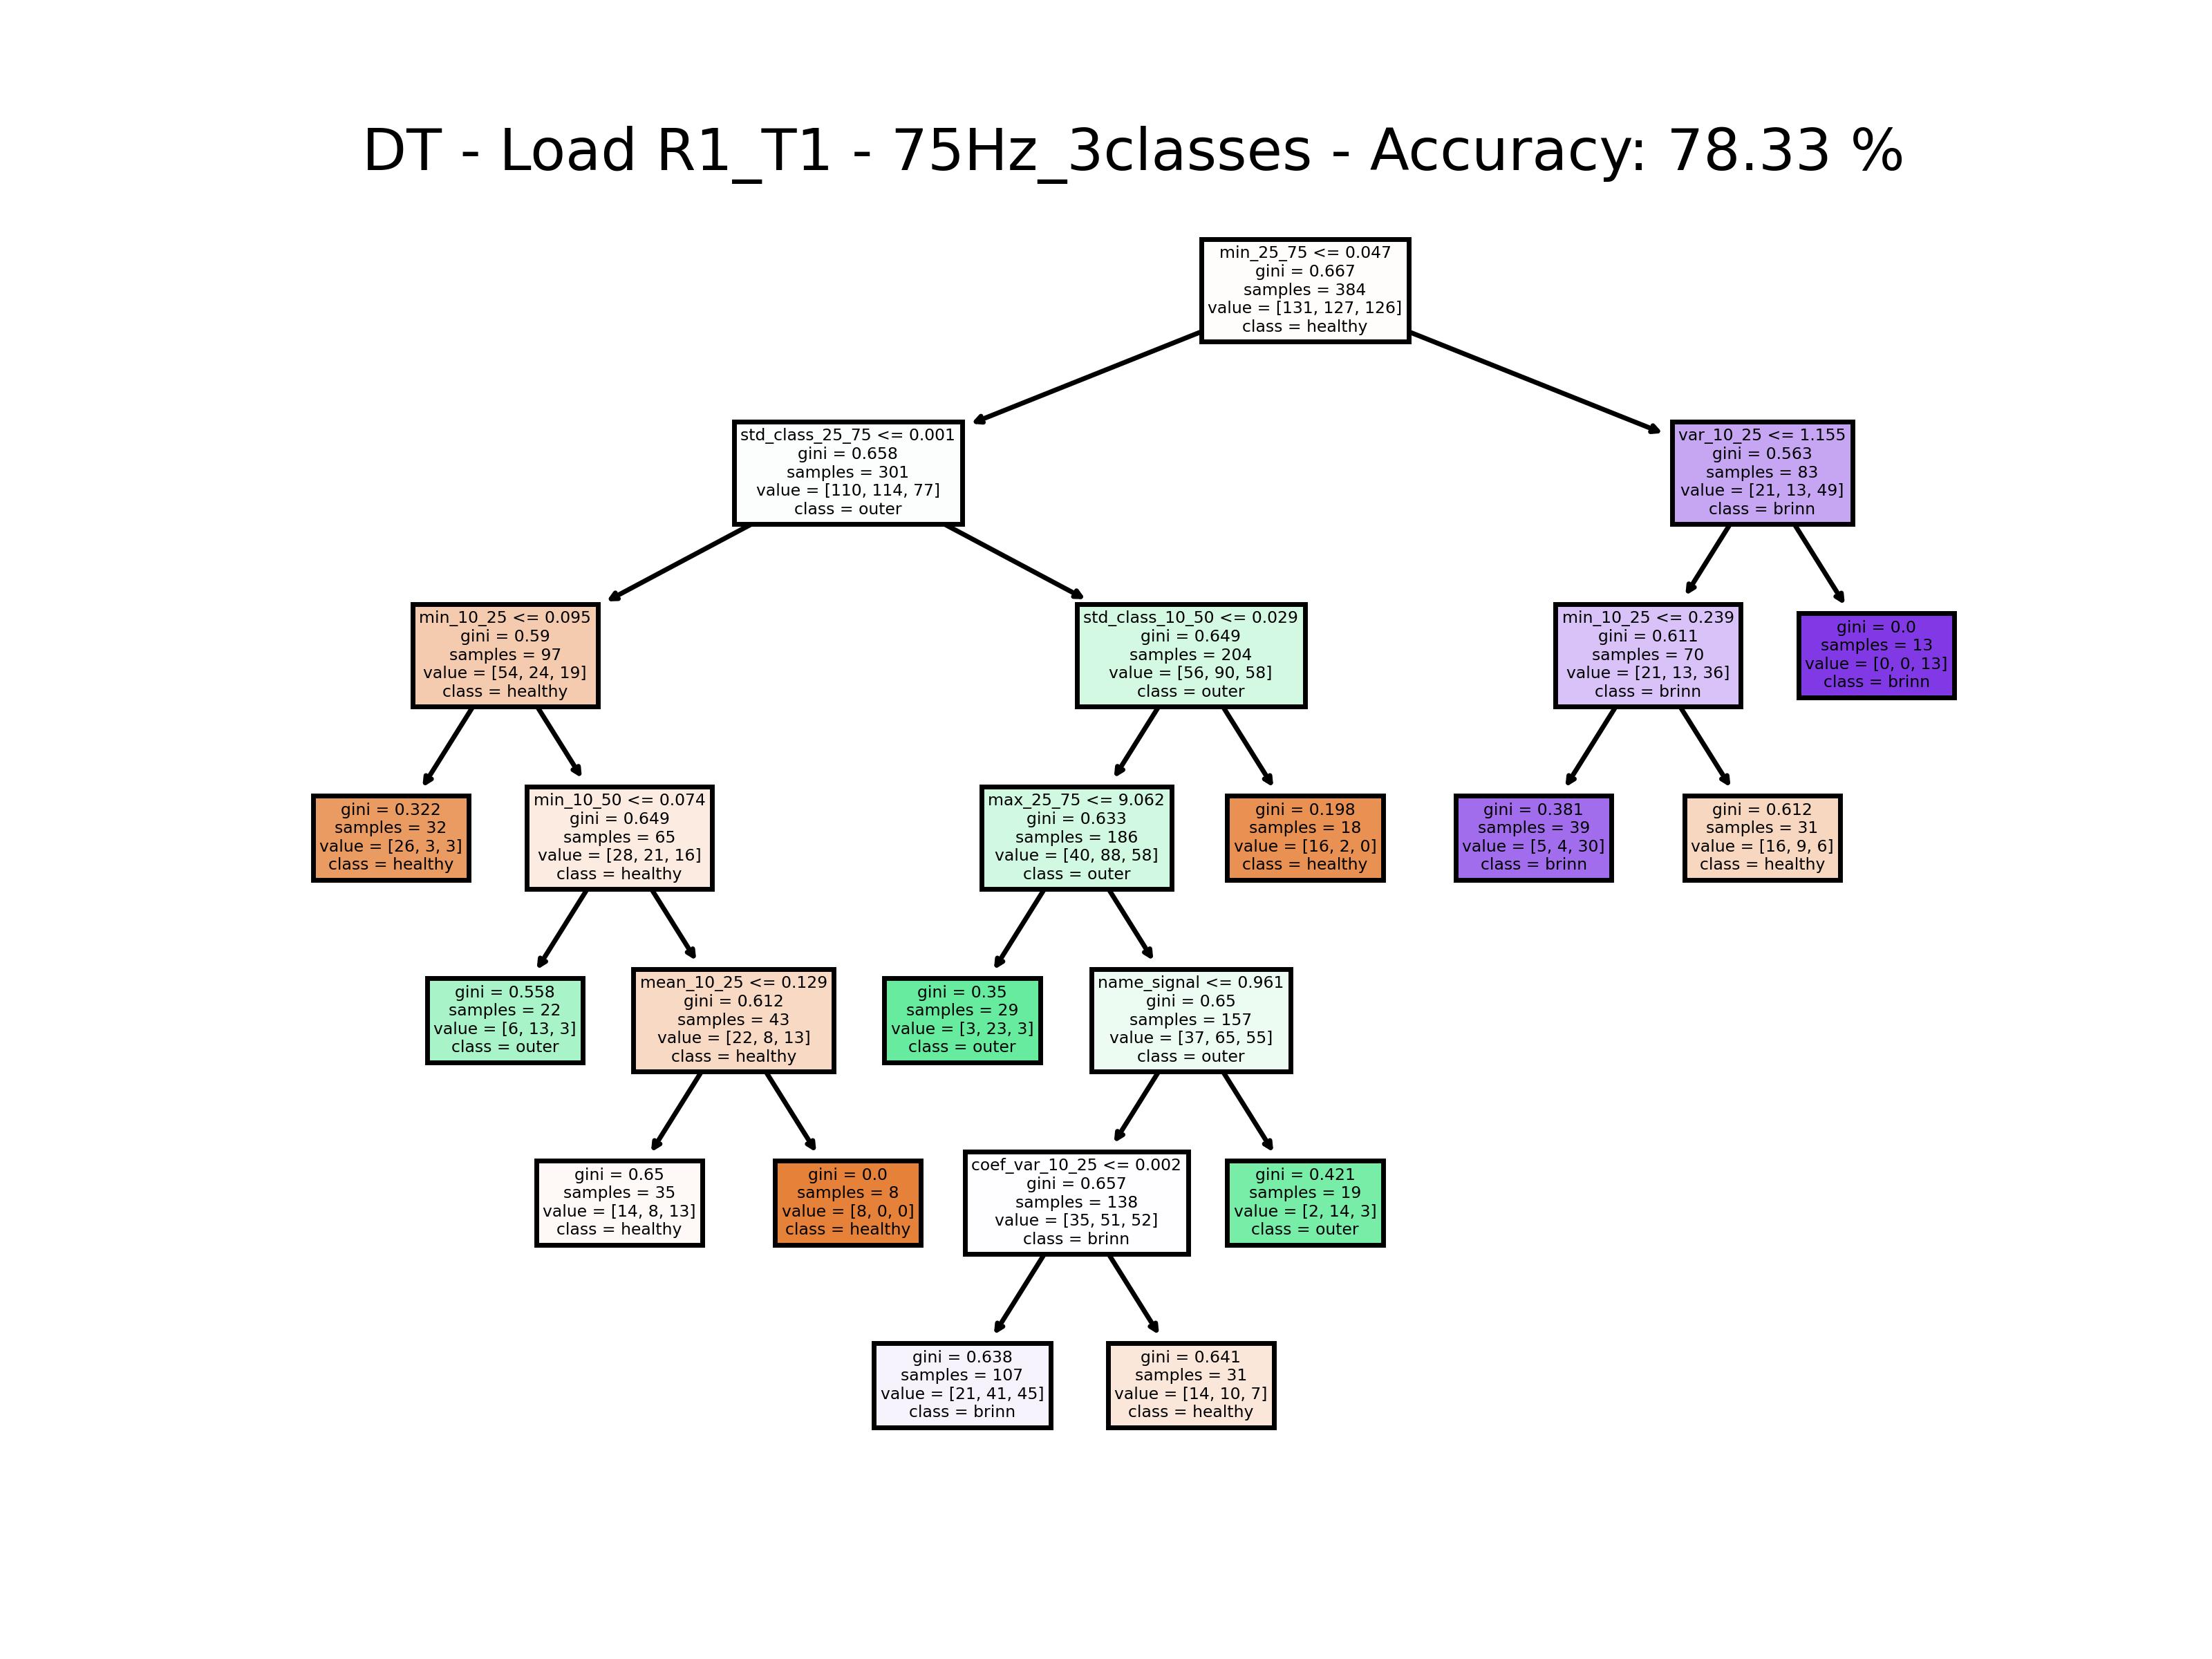 DT - Load R1_T1 - 75Hz_3classes - Accuracy: 78.33 %
min_25_75 <= 0.047
gini = 0.667
samples = 384
value = [131, 127, 126]
class = healthy
std_class_25_75 <= 0.001
gini = 0.658
samples = 301
value = [110, 114, 77]
class = outer
var_10_25 <= 1.155
gini = 0.563
samples = 83
value = [21, 13, 49]
class = brinn
min_10_25 <= 0.095
gini = 0.59
samples = 97
value = [54, 24, 19]
class = healthy
std_class_10_50 <= 0.029
gini = 0.649
samples = 204
value = [56, 90, 58]
class = outer
min_10_25 <= 0.239
gini = 0.611
samples = 70
value = [21, 13, 36]
class = brinn
gini = 0.0
samples = 13
value = [0, 0, 13]
class = brinn
gini = 0.322
samples = 32
value = [26, 3, 3]
class = healthy
min_10_50 <= 0.074
gini = 0.649
samples = 65
value = [28, 21, 16]
class = healthy
max_25_75 <= 9.062
gini = 0.633
samples = 186
value = [40, 88, 58]
class = outer
gini = 0.198
samples = 18
value = [16, 2, 0]
class = healthy
gini = 0.381
samples = 39
value = [5, 4, 30]
class = brinn
gini = 0.612
samples = 31
value = [16, 9, 6]
class = healthy
gini = 0.558
samples = 22
value = [6, 13, 3]
class = outer
mean_10_25 <= 0.129
gini = 0.612
samples = 43
value = [22, 8, 13]
class = healthy
gini = 0.35
samples = 29
value = [3, 23, 3]
class = outer
name_signal <= 0.961
gini = 0.65
samples = 157
value = [37, 65, 55]
class = outer
gini = 0.65
samples = 35
value = [14, 8, 13]
class = healthy
gini = 0.0
samples = 8
value = [8, 0, 0]
class = healthy
coef_var_10_25 <= 0.002
gini = 0.657
samples = 138
value = [35, 51, 52]
class = brinn
gini = 0.421
samples = 19
value = [2, 14, 3]
class = outer
gini = 0.638
samples = 107
value = [21, 41, 45]
class = brinn
gini = 0.641
samples = 31
value = [14, 10, 7]
class = healthy